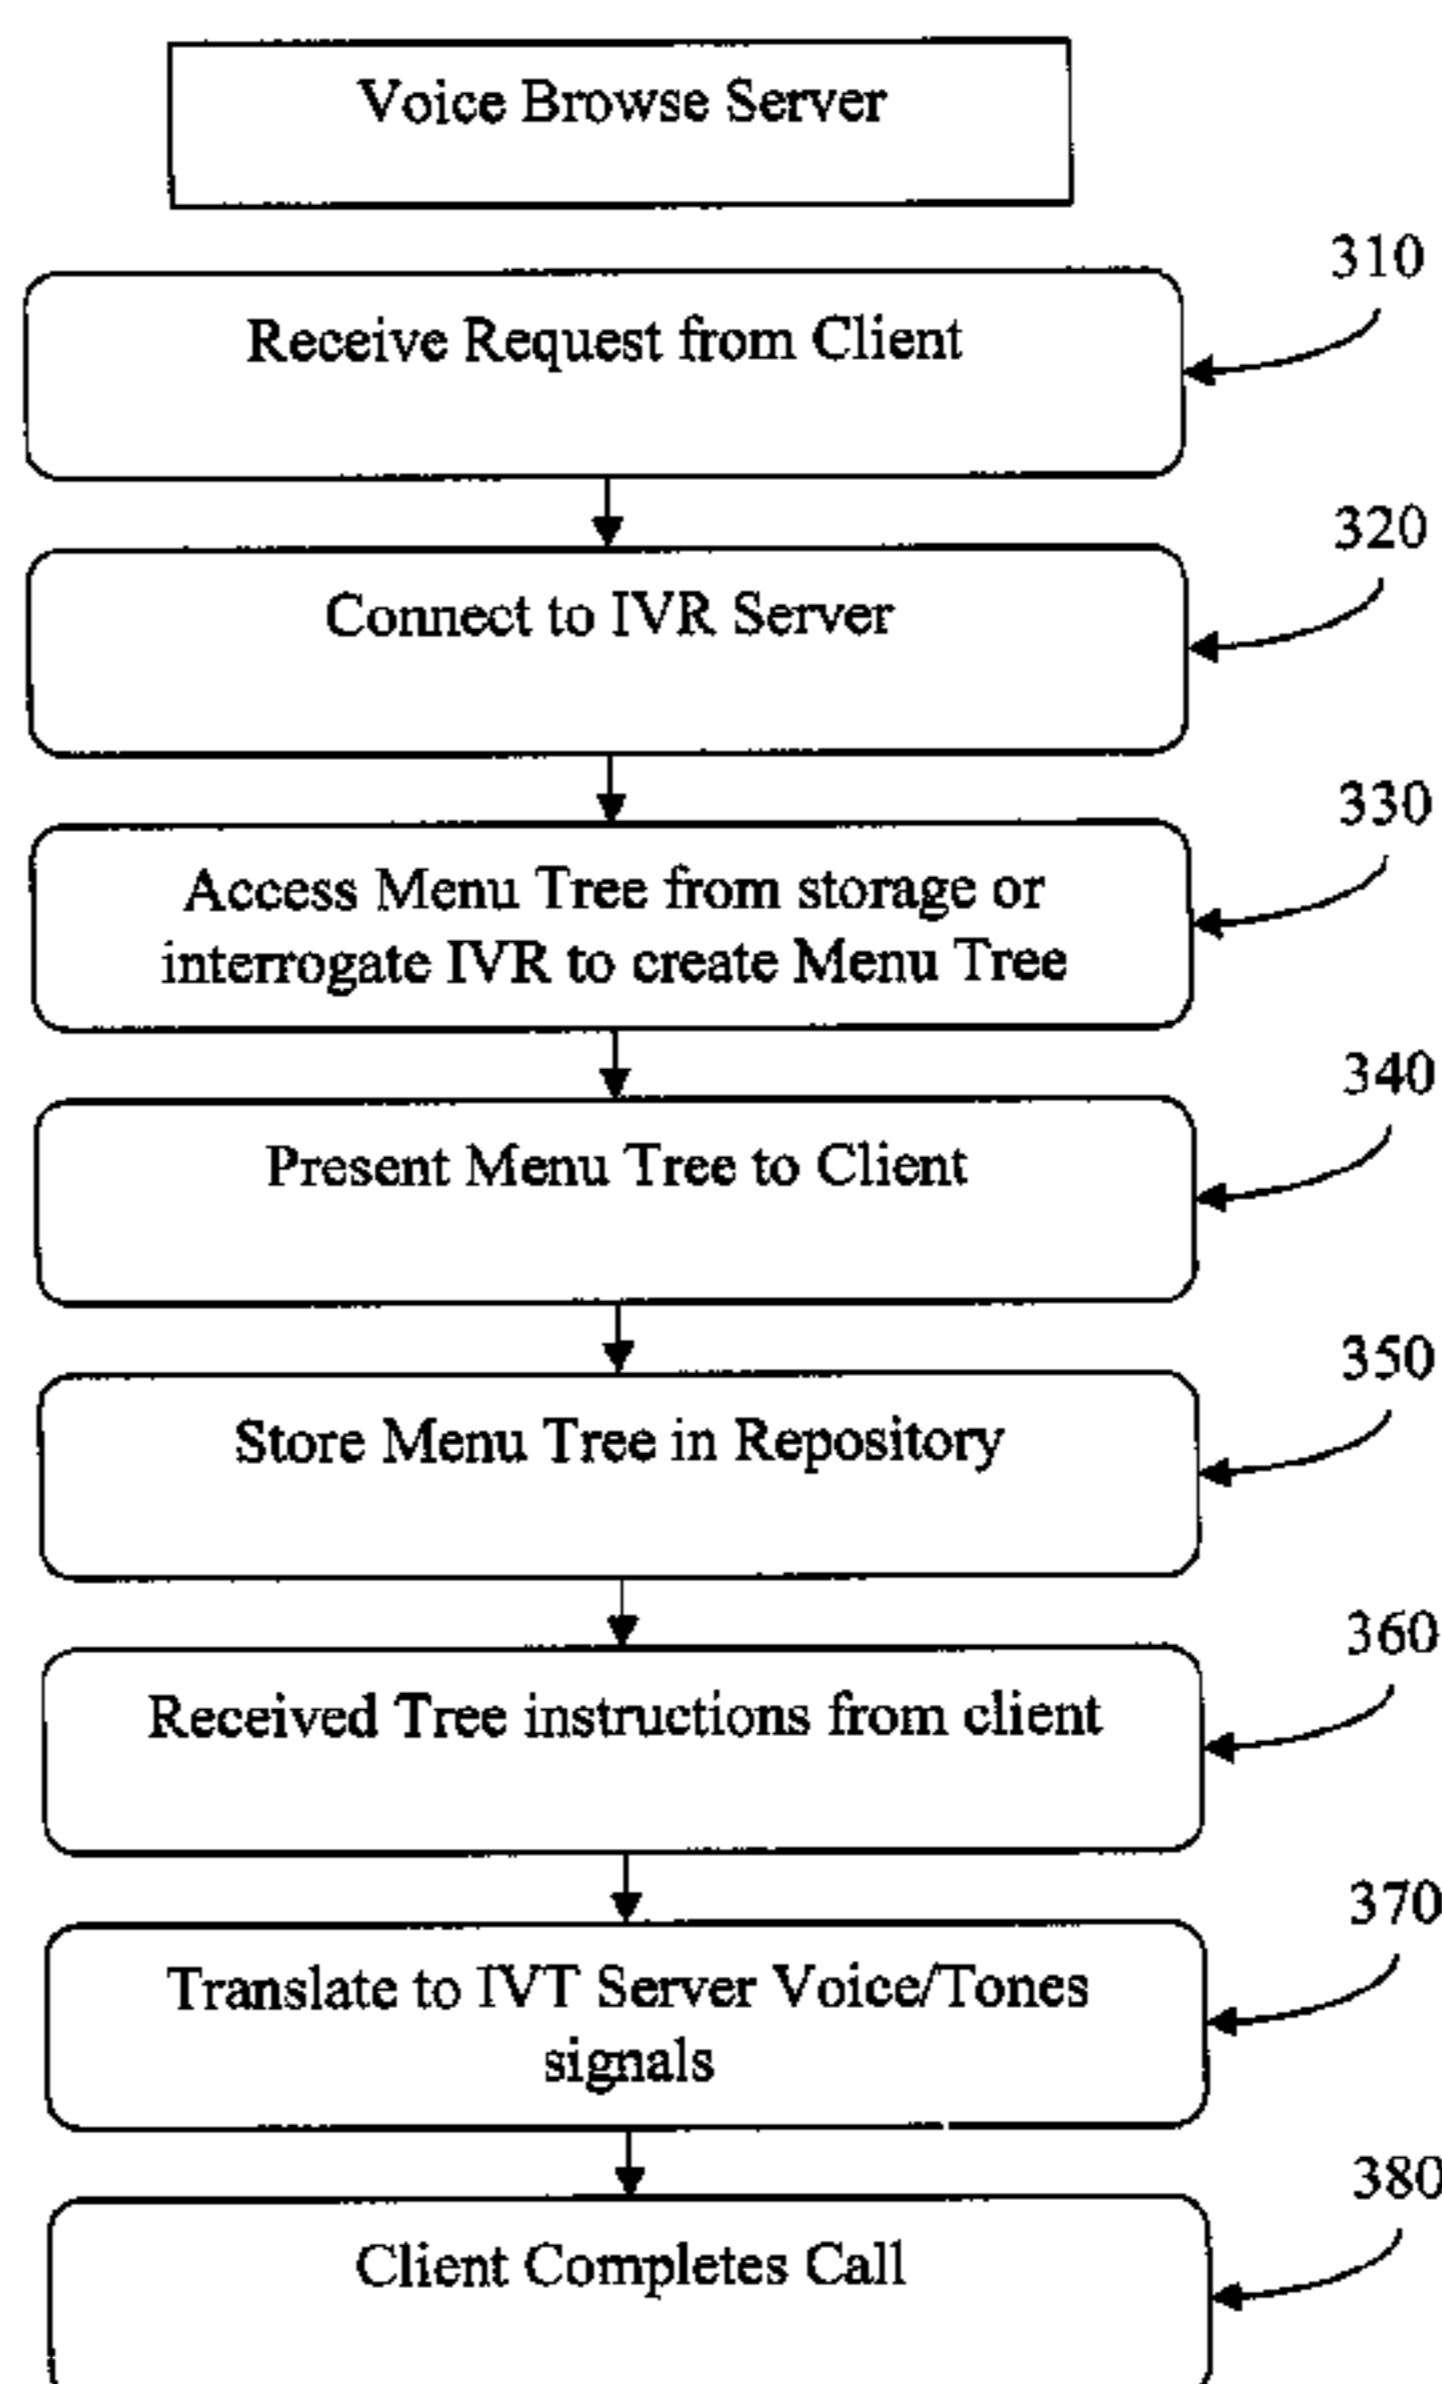 Voice Browse Server
310
Receive Request from Client
320
Connect to IVR Server
330
Access Menu Tree from storage or
interrogate IVR to create Menu Tree
340
Present Menu Tree to Client
350
Store Menu Tree in Repository
360
Received Tree instructions from client
370
Translate to IVT Server Voice/Tones
signals
380
Client Completes Call